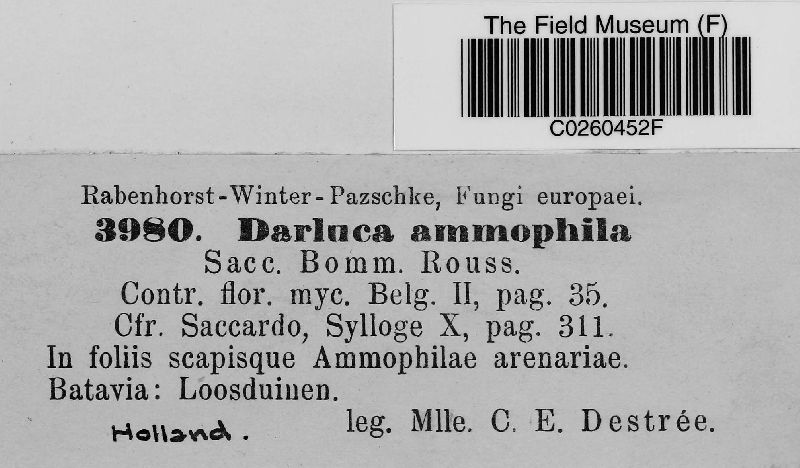 The Field Museum (F)
C0260452F
Rabenhorst-Winter-Pazschke, Fungi europaei.
3980. Darluca ammophila
Sacc. Bomm. Rouss.
Contr. flor. myc. Belg. II, pag. 35.
Cfr. Saccardo, Sylloge X, pag. 311.
In foliis scapisque Ammophilae arenariae.
Batavia: Loosduinen.
leg. Mlle. C. E. Destrée.
Holland.